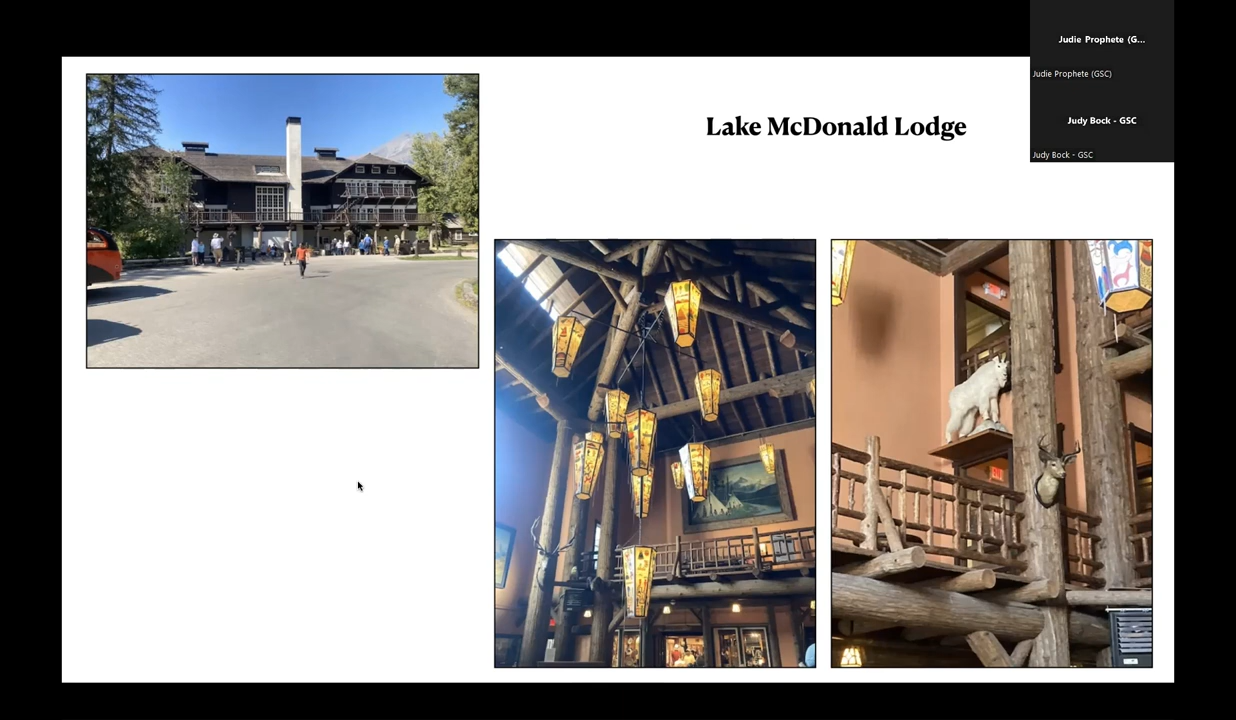 Judie Prophete (G...
Judie Prophete (GSC)
Lake McDonald Lodge
Judy Bock - GSC
Judy Bock - GSC